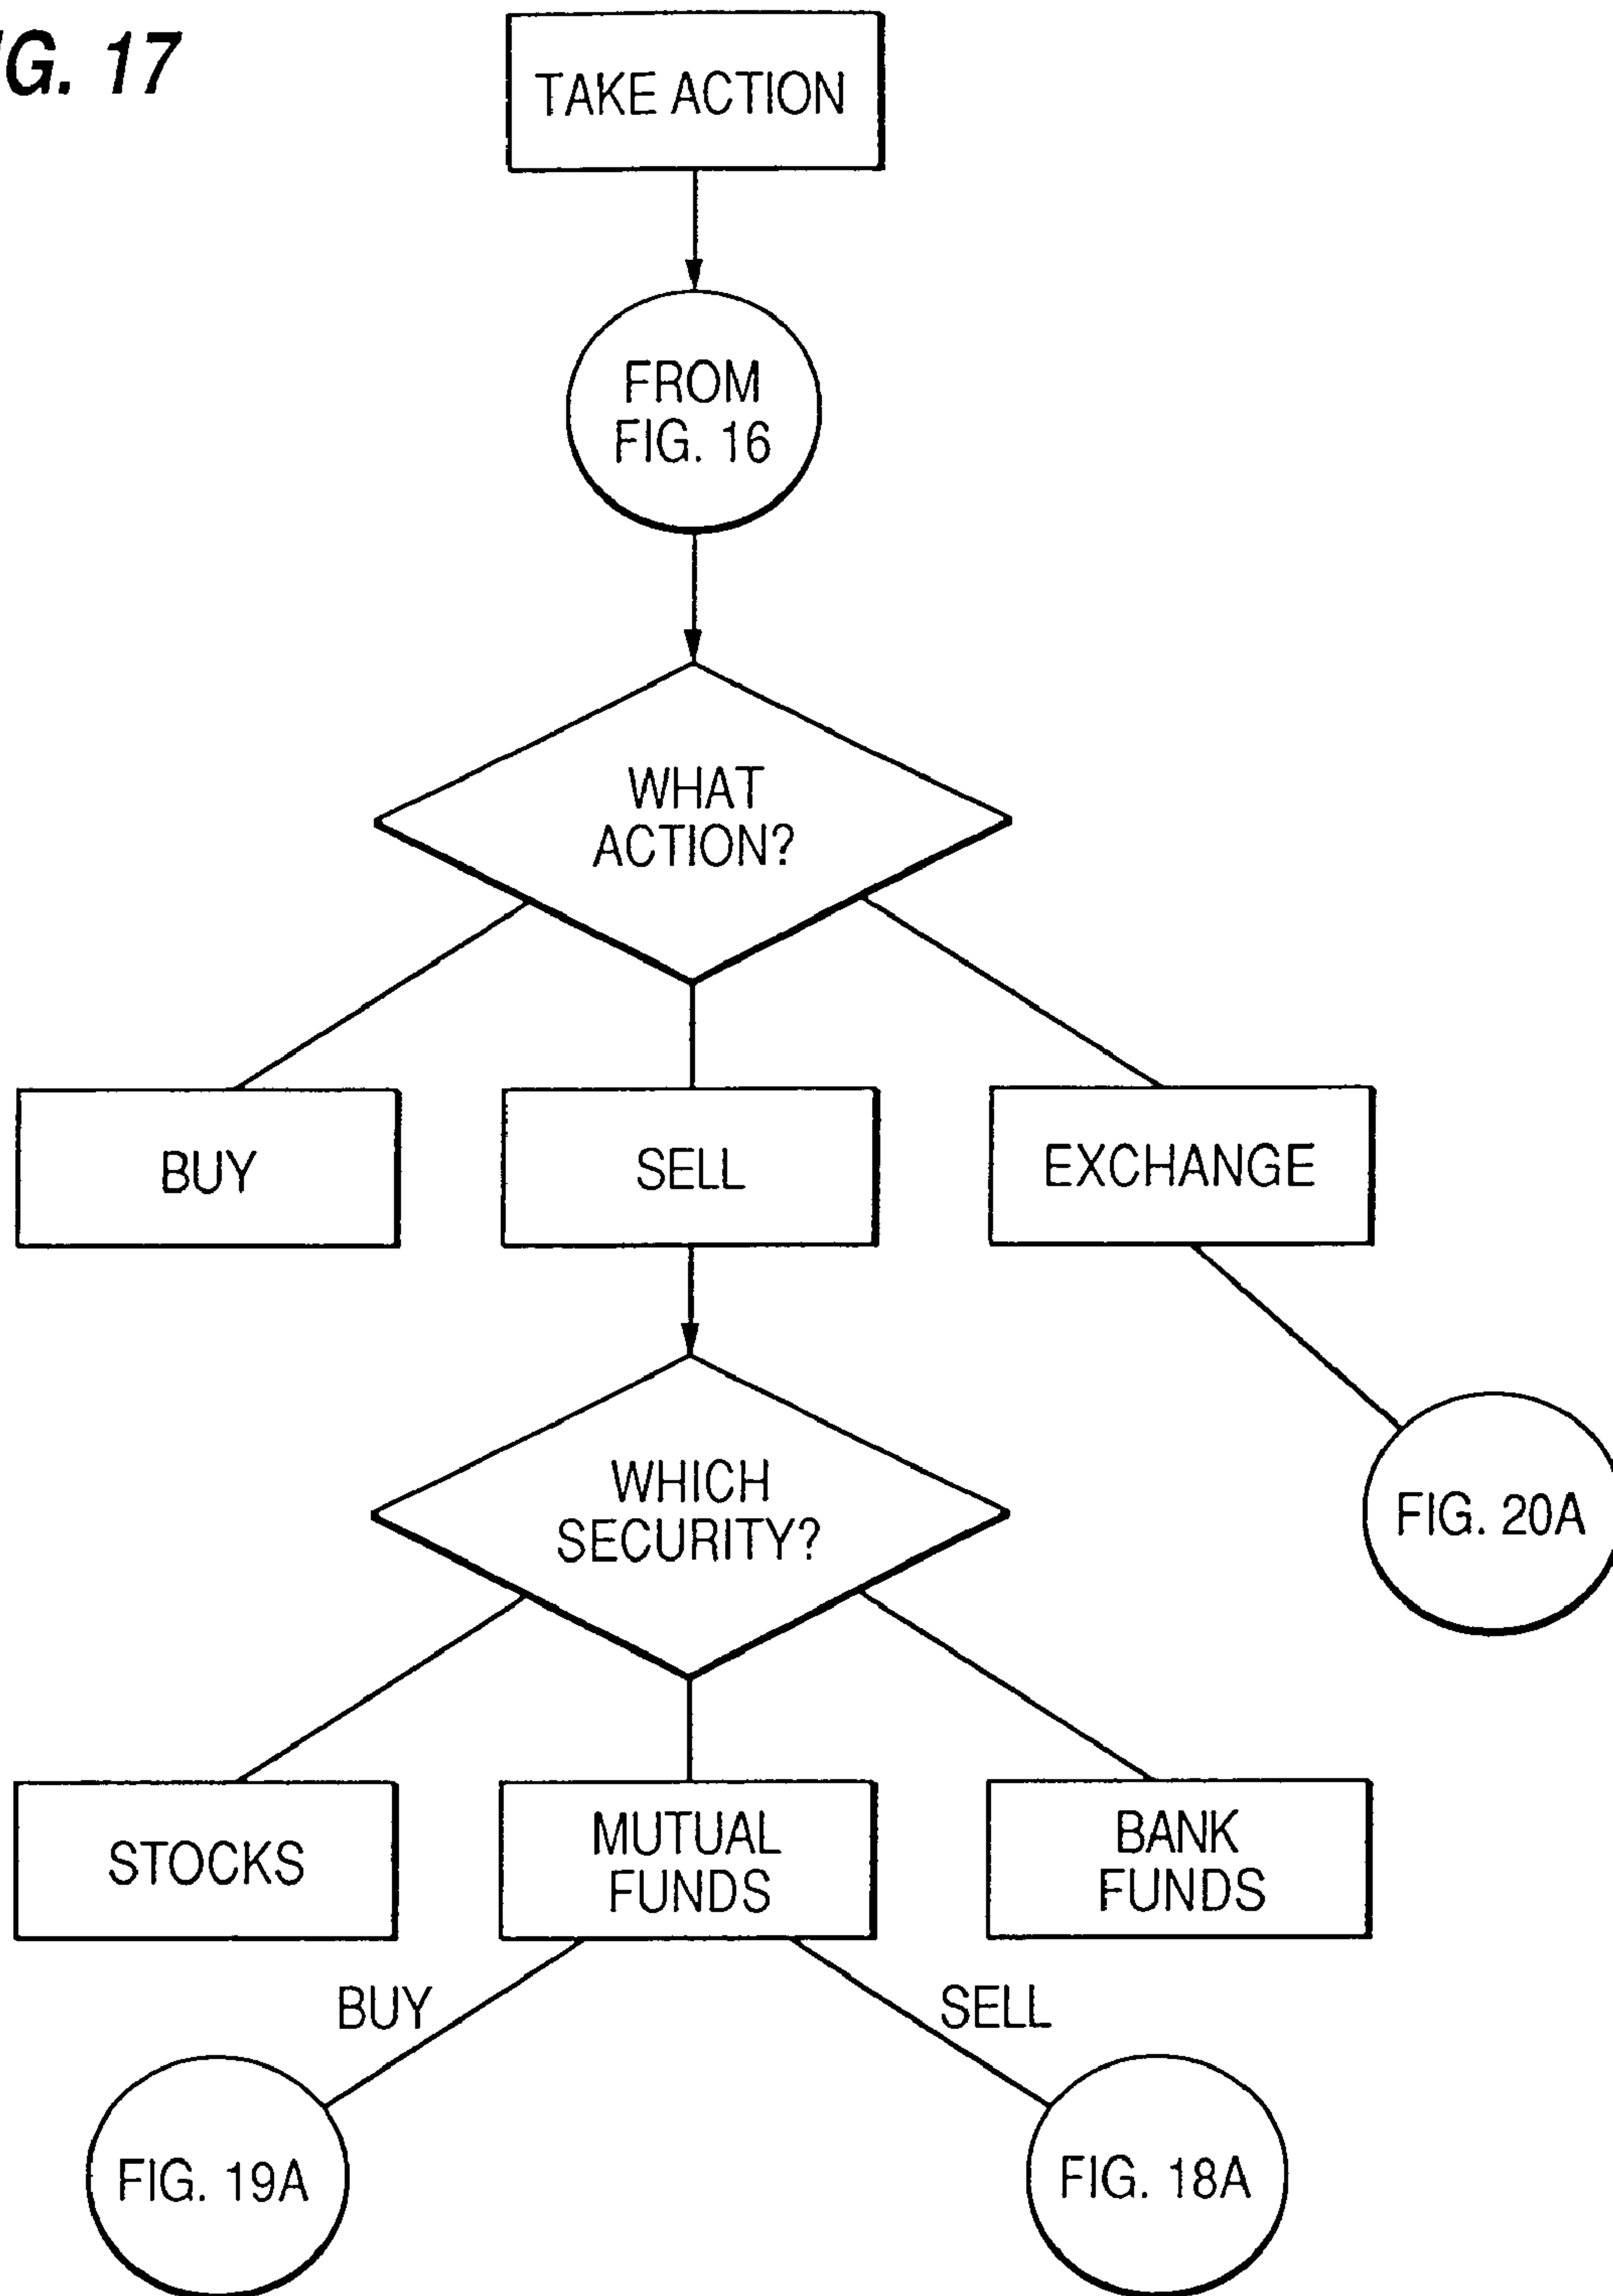 G. 17
TAKE ACTION
FROM
FIG. 16
WHAT
ACTION?
BUY
SELL
EXCHANGE
WHICH
SECURITY?
FIG. 20A
STOCKS
MUTUAL
FUNDS
BANK
FUNDS
BUY
SELL
FIG. 19A
FIG. 18A